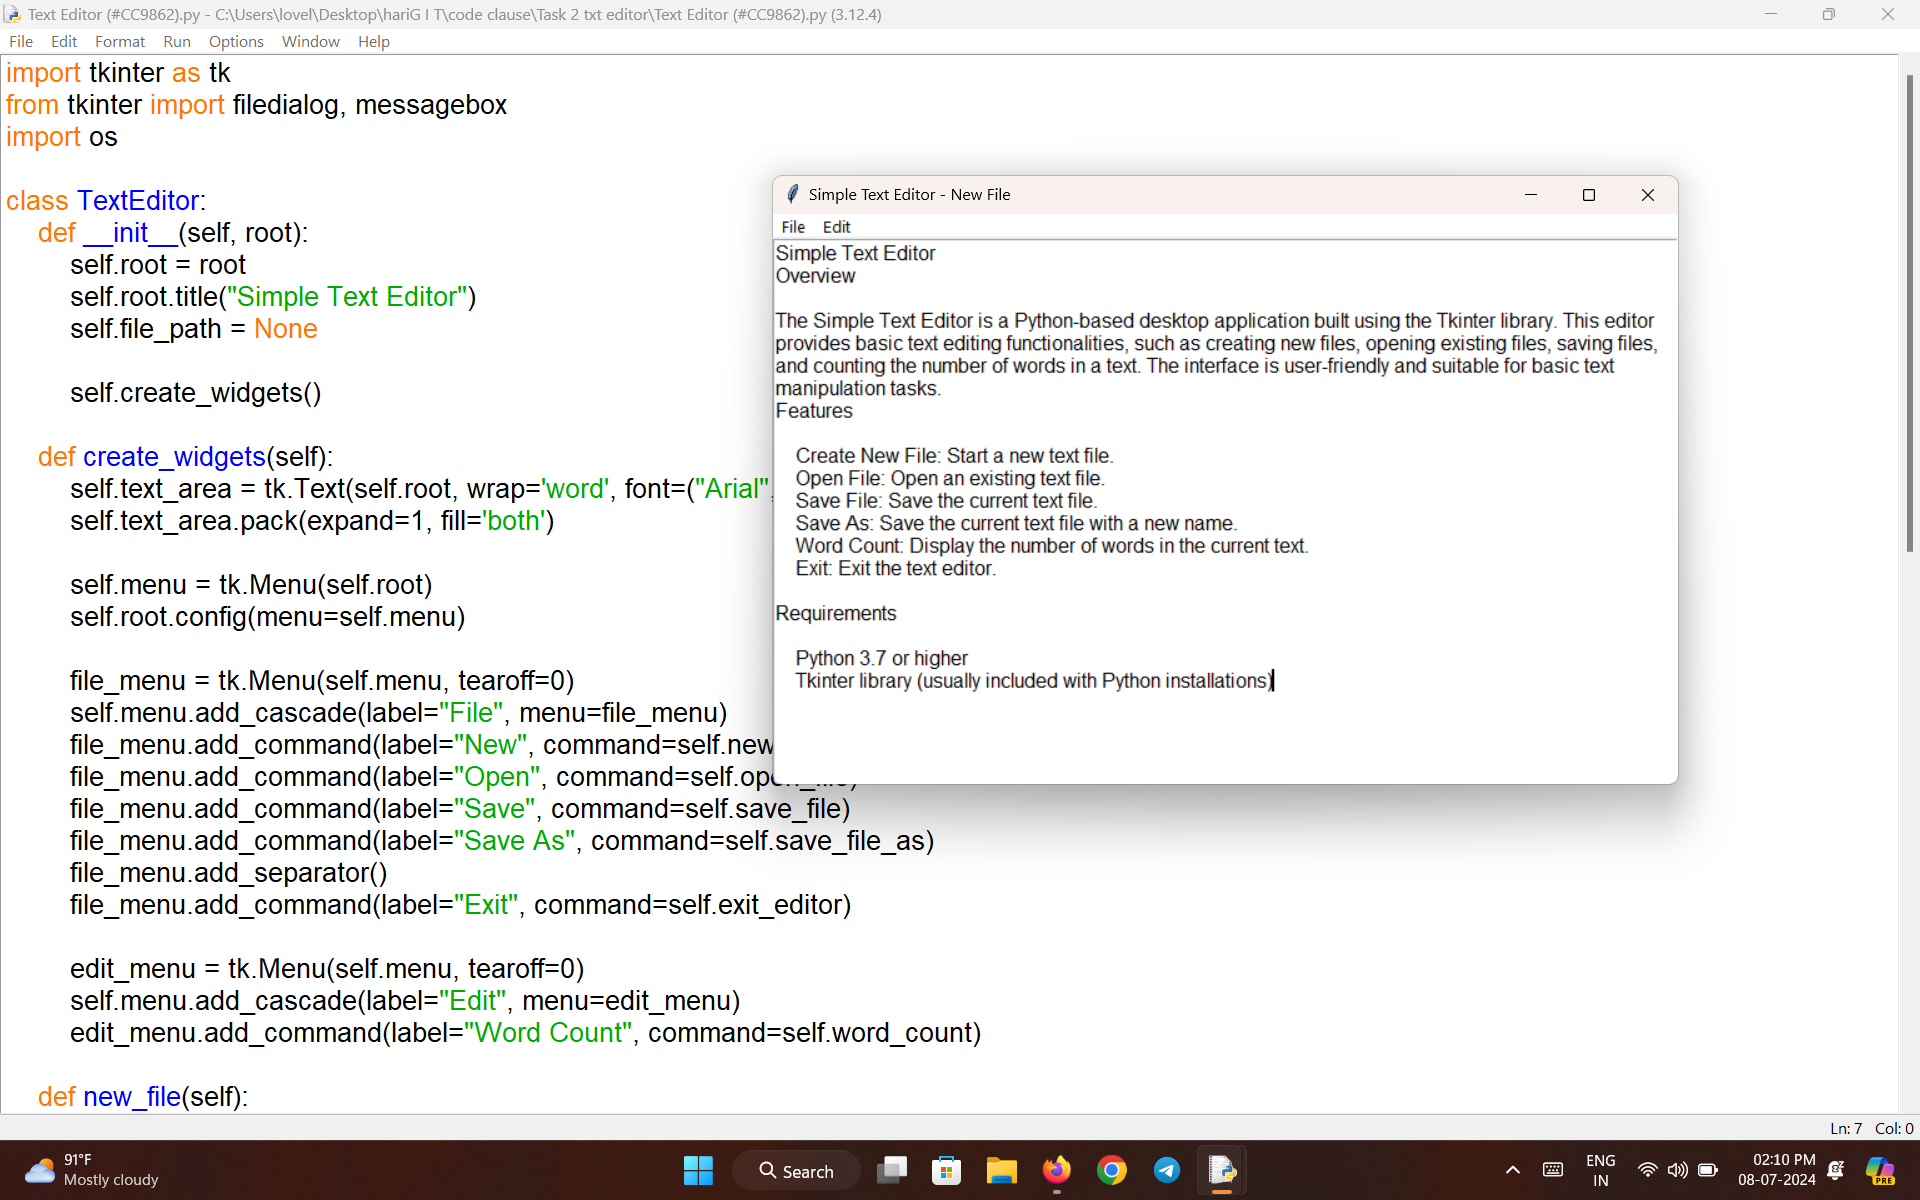 Text Editor (#CC9862).py - C:\Users\lovel\Desktop\hariG I T\code clause\Task 2 txt editor\Text Editor (#CC9862).py (3.12.4)
File Edit Format Run Options Window Help
import tkinter as tk
from tkinter import filedialog, messagebox
import os
class TextEditor:
def __init__(self, root):
self.root = root
self.root.title("Simple Text Editor")
self.file_path = None
self.create_widgets()
def create_widgets(self):
self.text_area = tk.Text(self.root, wrap='word', font=("Arial",
self.text_area.pack(expand=1, fill='both')
self.menu = tk.Menu(self.root)
self.root.config(menu=self.menu)
file_menu = tk.Menu(self.menu, tearoff=0)
self.menu.add_cascade(label="File", menu=file_menu)
file_menu.add_command(label="New", command=self.new
file_menu.add_command(label="Open", command=self.open_file)
file_menu.add_command(label="Save", command=self.save_file)
file_menu.add_command(label="Save As", command=self.save_file_as)
file_menu.add_separator()
file_menu.add_command(label="Exit", command=self.exit_editor)
edit_menu = tk.Menu(self.menu, tearoff=0)
self.menu.add_cascade(label="Edit", menu=edit_menu)
edit_menu.add_command(label="Word Count", command=self.word_count)
def new_file(self):
Simple Text Editor - New File
File Edit
Simple Text Editor
Overview
The Simple Text Editor is a Python-based desktop application built using the Tkinter library. This editor
provides basic text editing functionalities, such as creating new files, opening existing files, saving files,
and counting the number of words in a text. The interface is user-friendly and suitable for basic text
manipulation tasks.
Features
Create New File: Start a new text file.
Open File: Open an existing text file.
Save File: Save the current text file.
Save As: Save the current text file with a new name.
Word Count: Display the number of words in the current text.
Exit: Exit the text editor.
Requirements
Python 3.7 or higher
Tkinter library (usually included with Python installations)
Ln: 7 Col: 0
91°F
Mostly cloudy
Search
ENG
IN
02:10 PM
08-07-2024
PRE